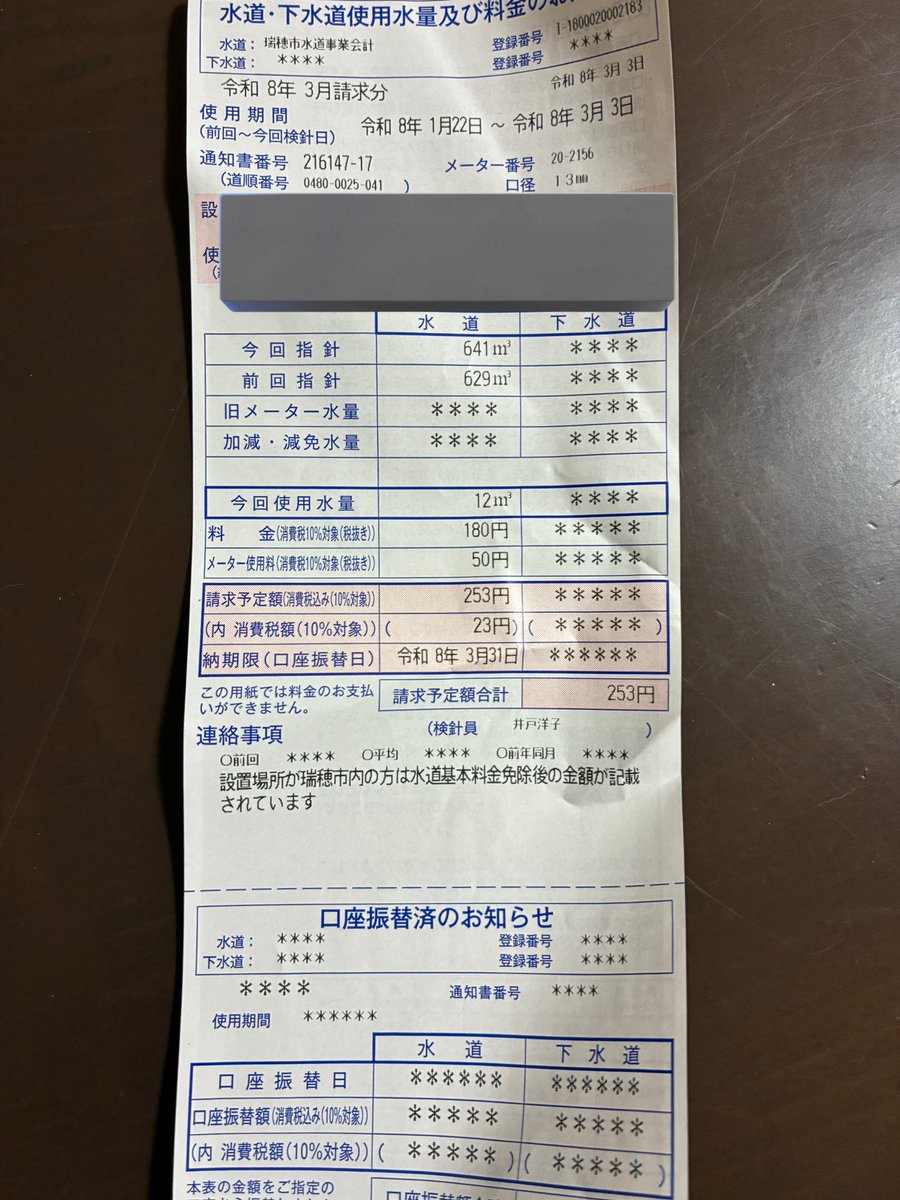 水道・下水道使用水量及び料金のお
水道： 瑞穂市水道事業会計 登録番号 T-1800020002183
下水道： **** 登録番号 ****
令和 8年 3月請求分 令和 8年 3月 3日
使用期間
(前回～今回検針日) 令和 8年 1月22日 ～ 令和 8年 3月 3日
通知書番号 216147-17 メーター番号 20-2156
(道順番号 0480-0025-041 ) 口径 13㎜
設
使
水道 下水道
今回指針 641m³ ****
前回指針 629m³ ****
旧メーター水量 **** ****
加減・減免水量 **** ****
今回使用水量 12m³ ****
料金(消費税10%対象(税抜き)) 180円 *****
メーター使用料(消費税10%対象(税抜き)) 50円 *****
請求予定額(消費税込み(10%対象)) 253円 *****
(内 消費税額(10%対象)) ( 23円) ( ***** )
納期限(口座振替日) 令和 8年 3月31日 ******
この用紙では料金のお支払
いができません。 請求予定額合計 253円
連絡事項 (検針員 井戸洋子 )
○前回 **** ○平均 **** ○前年同月 ****
設置場所が瑞穂市内の方は水道基本料金免除後の金額が記載
されています
口座振替済のお知らせ
水道： **** 登録番号 ****
下水道： **** 登録番号 ****
**** 通知書番号 ****
使用期間 ******
水道 下水道
口座振替日 ****** ******
口座振替額(消費税込み(10%対象)) ***** *****
(内 消費税額(10%対象)) ( ***** ) ( ***** )
本表の金額をご指定の